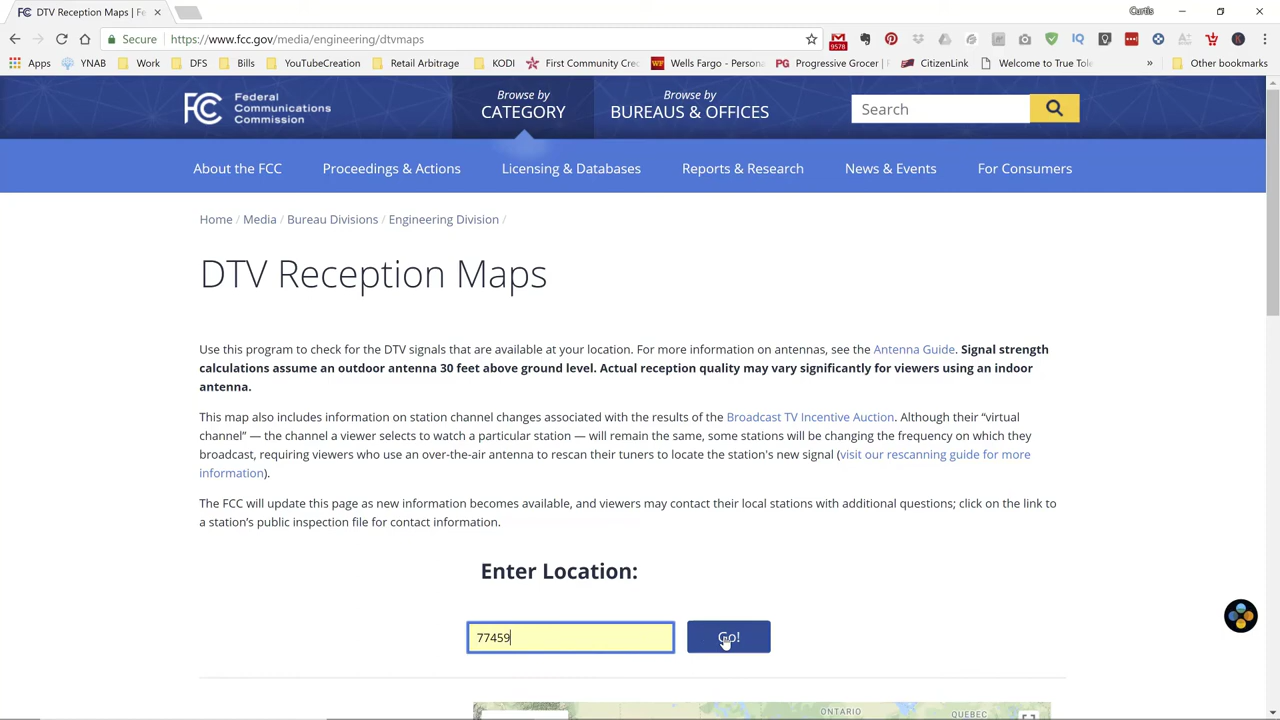 DTV Reception Maps | Fe
Curtis
Secure
https://www.fcc.gov/media/engineering/dtvmaps
9578
Apps YNAB Work DFS Bills YouTubeCreation Retail Arbitrage KODI First Community Cre Wells Fargo - Persona PG Progressive Grocer | CitizenLink Welcome to True Tole » Other bookmarks
FC Federal Communications Commission
Browse by
CATEGORY
Browse by
BUREAUS & OFFICES
Search
About the FCC Proceedings & Actions Licensing & Databases Reports & Research News & Events For Consumers
Home / Media / Bureau Divisions / Engineering Division /
DTV Reception Maps
Use this program to check for the DTV signals that are available at your location. For more information on antennas, see the Antenna Guide. Signal strength
calculations assume an outdoor antenna 30 feet above ground level. Actual reception quality may vary significantly for viewers using an indoor
antenna.
This map also includes information on station channel changes associated with the results of the Broadcast TV Incentive Auction. Although their “virtual
channel” — the channel a viewer selects to watch a particular station — will remain the same, some stations will be changing the frequency on which they
broadcast, requiring viewers who use an over-the-air antenna to rescan their tuners to locate the station's new signal (visit our rescanning guide for more
information).
The FCC will update this page as new information becomes available, and viewers may contact their local stations with additional questions; click on the link to
a station’s public inspection file for contact information.
Enter Location:
77459 Go!
ONTARIO QUEBEC